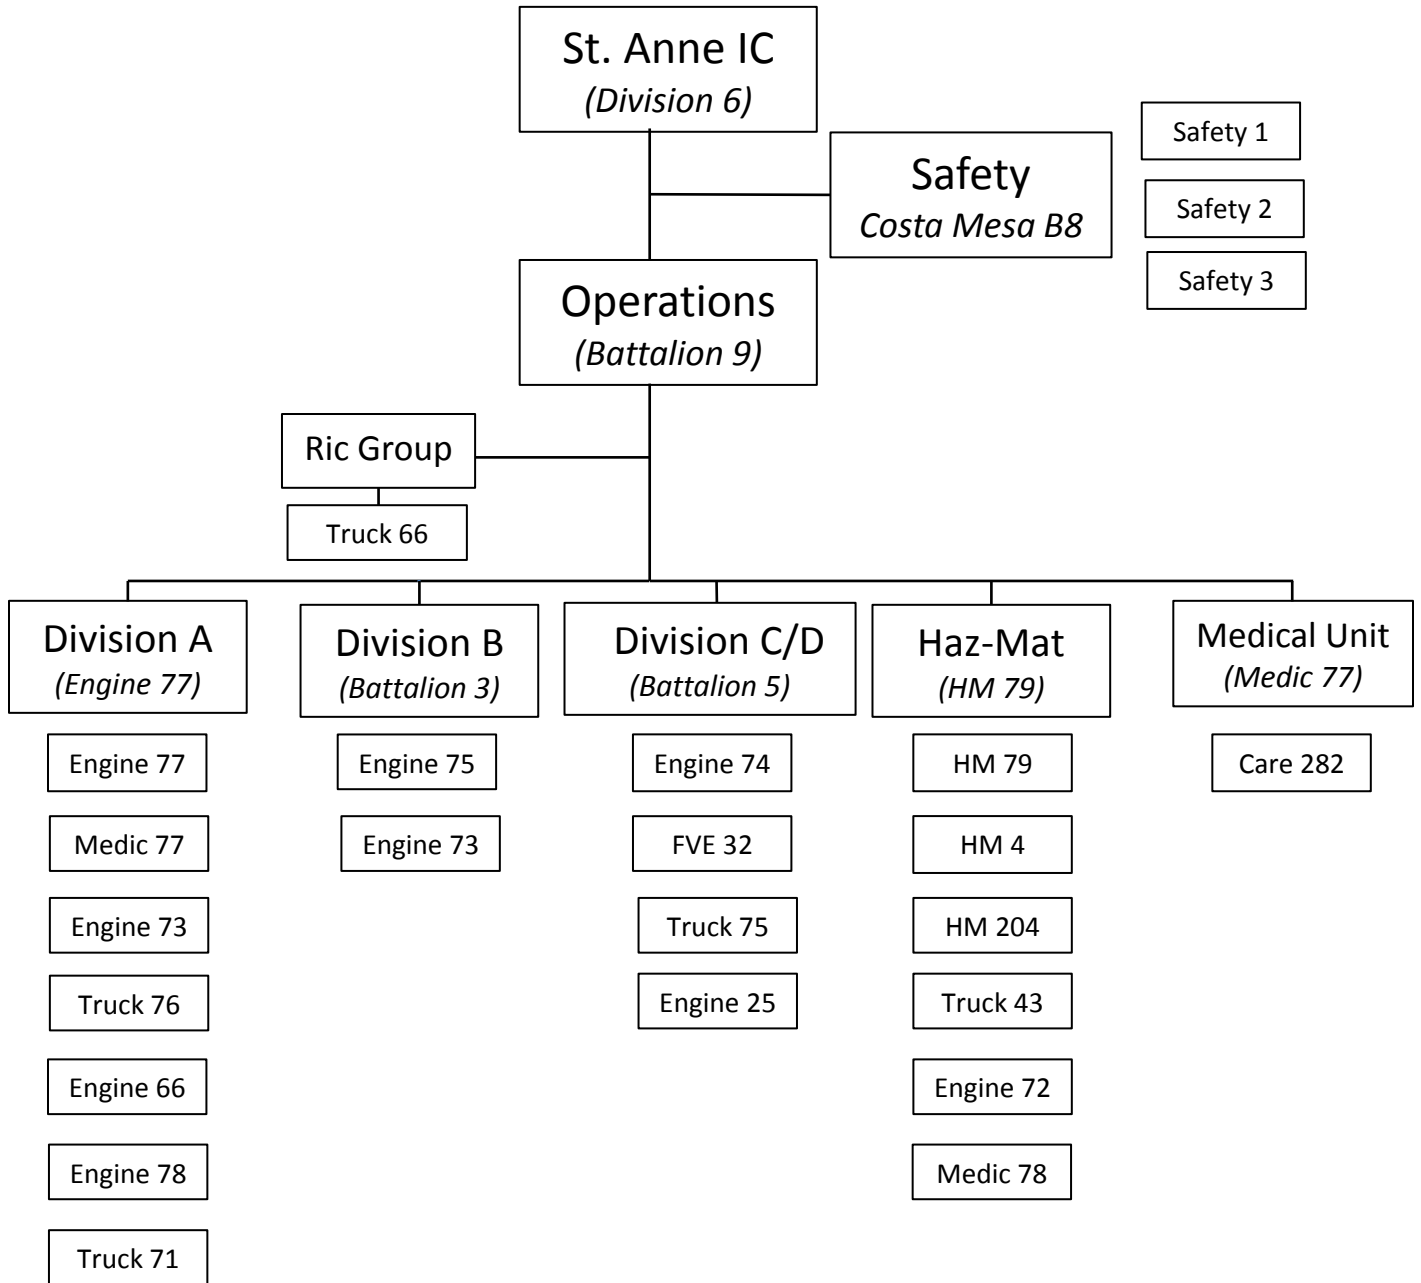 St. Anne IC
(Division 6)
Safety
Costa Mesa B8
Safety 1
Safety 2
Safety 3
Operations
(Battalion 9)
Ric Group
Truck 66
Division A
(Engine 77)
Engine 77
Medic 77
Engine 73
Truck 76
Engine 66
Engine 78
Truck 71
Division B
(Battalion 3)
Engine 75
Engine 73
Division C/D
(Battalion 5)
Engine 74
FVE 32
Truck 75
Engine 25
Haz-Mat
(HM 79)
HM 79
HM 4
HM 204
Truck 43
Engine 72
Medic 78
Medical Unit
(Medic 77)
Care 282